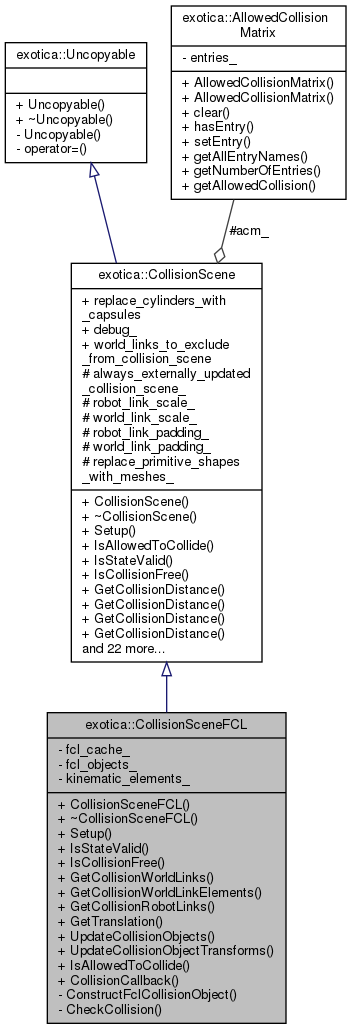 exotica::Uncopyable
+ Uncopyable()
+ ~Uncopyable()
- Uncopyable()
- operator=()
exotica::AllowedCollision
Matrix
- entries_
+ AllowedCollisionMatrix()
+ AllowedCollisionMatrix()
+ clear()
+ hasEntry()
+ setEntry()
+ getAllEntryNames()
+ getNumberOfEntries()
+ getAllowedCollision()
#acm_
exotica::CollisionScene
+ replace_cylinders_with
_capsules
+ debug_
+ world_links_to_exclude
_from_collision_scene
# always_externally_updated
_collision_scene_
# robot_link_scale_
# world_link_scale_
# robot_link_padding_
# world_link_padding_
# replace_primitive_shapes
_with_meshes_
+ CollisionScene()
+ ~CollisionScene()
+ Setup()
+ IsAllowedToCollide()
+ IsStateValid()
+ IsCollisionFree()
+ GetCollisionDistance()
+ GetCollisionDistance()
+ GetCollisionDistance()
+ GetCollisionDistance()
and 22 more...
exotica::CollisionSceneFCL
- fcl_cache_
- fcl_objects_
- kinematic_elements_
+ CollisionSceneFCL()
+ ~CollisionSceneFCL()
+ Setup()
+ IsStateValid()
+ IsCollisionFree()
+ GetCollisionWorldLinks()
+ GetCollisionWorldLinkElements()
+ GetCollisionRobotLinks()
+ GetTranslation()
+ UpdateCollisionObjects()
+ UpdateCollisionObjectTransforms()
+ IsAllowedToCollide()
+ CollisionCallback()
- ConstructFclCollisionObject()
- CheckCollision()